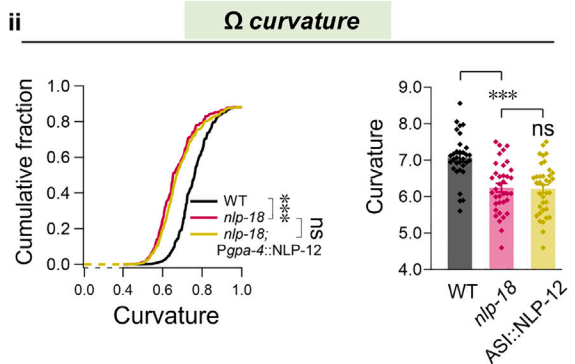 ii
Ω curvature
Cumulative fraction
1.0
0.8
0.6
0.4
0.2
0.0
0.0 0.4 0.6 0.8 1.0
Curvature
WT
nlp-18
nlp-18;
Pgpa-4::NLP-12
***
ns
Curvature
9.0
8.0
7.0
6.0
5.0
4.0
***
ns
WT
nlp-18
ASI::NLP-12